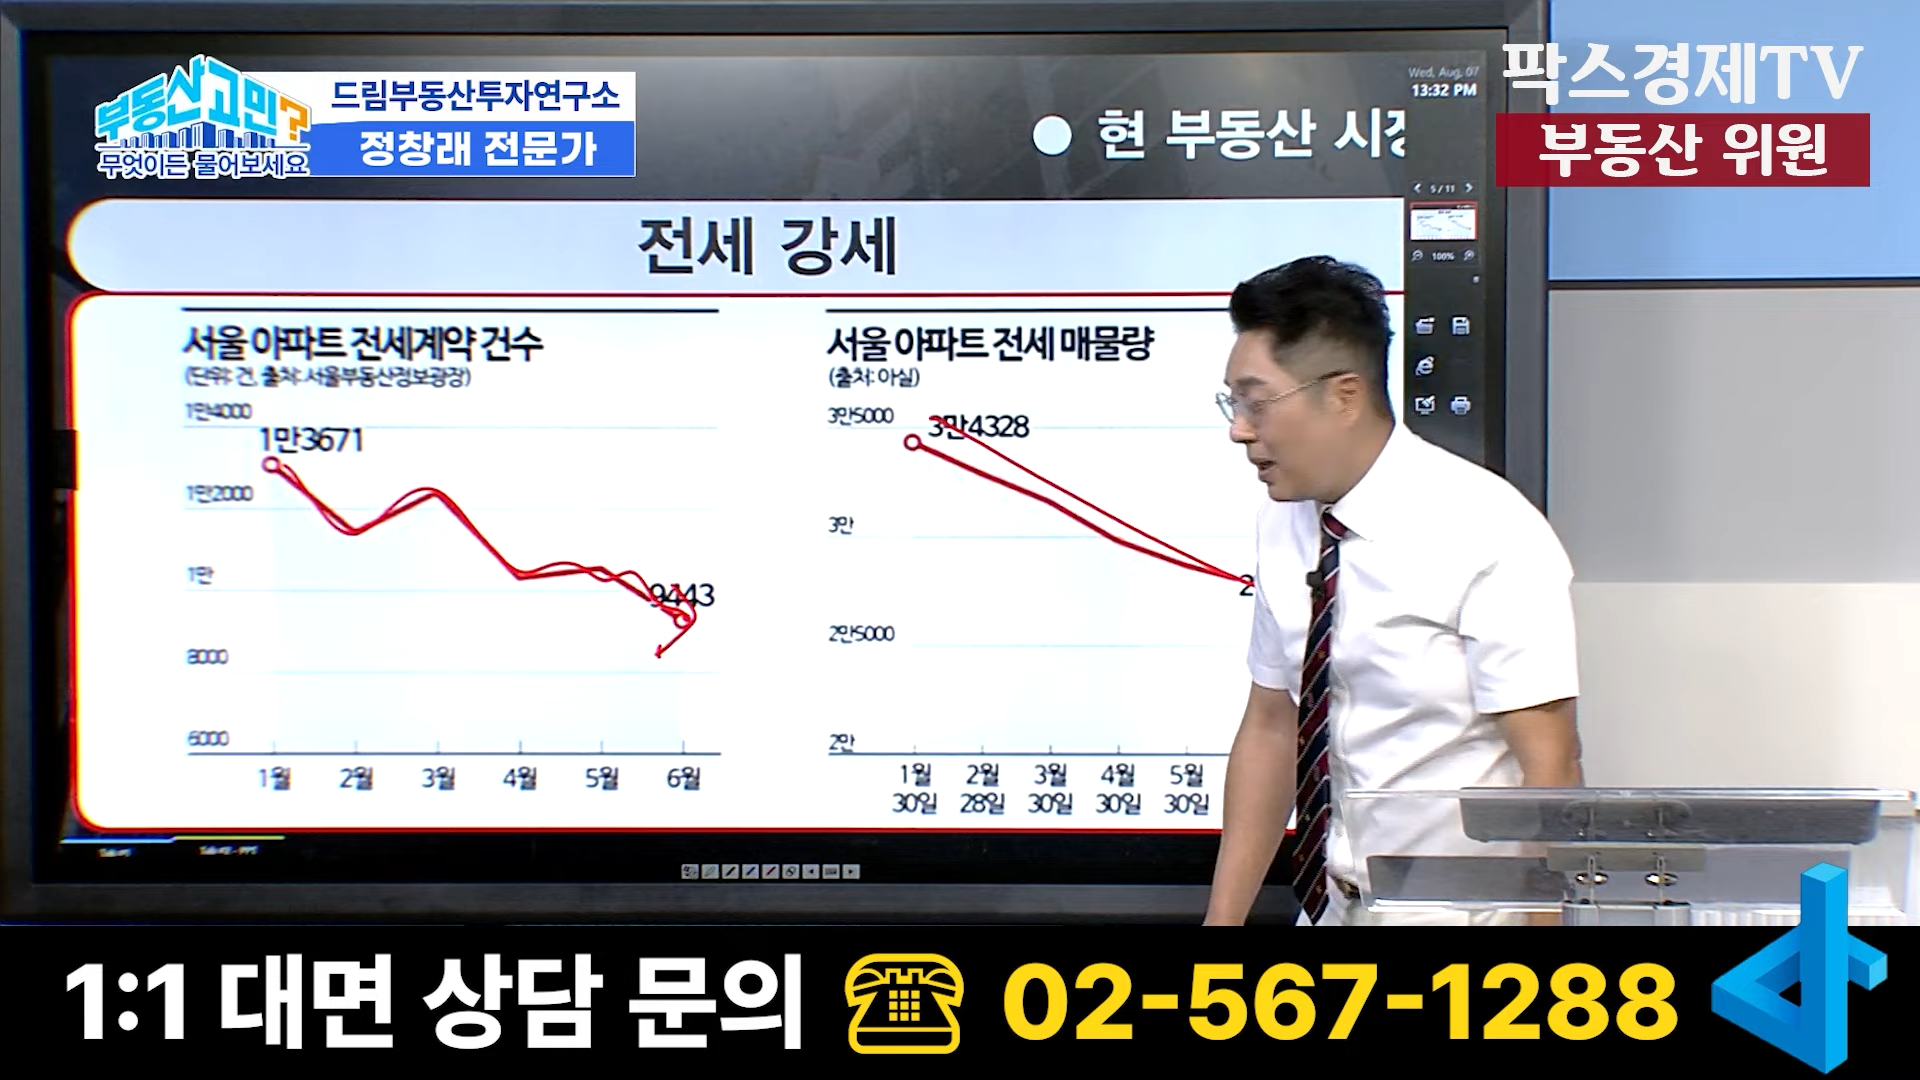 부동산고민?
무엇이든 물어보세요
드림부동산투자연구소
정창래 전문가
팍스경제TV
부동산 위원
Wed, Aug, 07
13:32 PM
● 현 부동산 시장
5 / 11
100%
전세 강세
서울 아파트 전세계약 건수
(단위: 건, 출처: 서울부동산정보광장)
1만4000
1만3671
1만2000
1만
9443
8000
6000
1월 2월 3월 4월 5월 6월
서울 아파트 전세 매물량
(출처: 아실)
3만5000
3만4328
3만
2
2만5000
2만
1월 2월 3월 4월 5월
30일 28일 30일 30일 30일
1:1 대면 상담 문의 02-567-1288